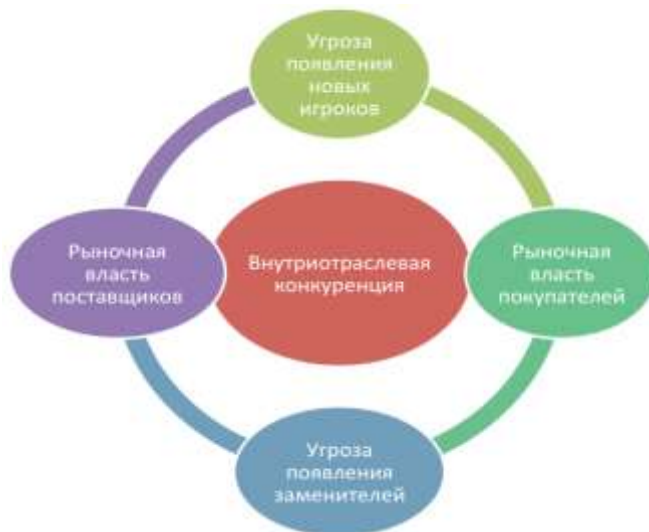 Угроза
появления
новых
игроков
Рыночная
власть
поставщиков
Внутриотраслевая
конкуренция
Рыночная
власть
покупателей
Угроза
появления
заменителей